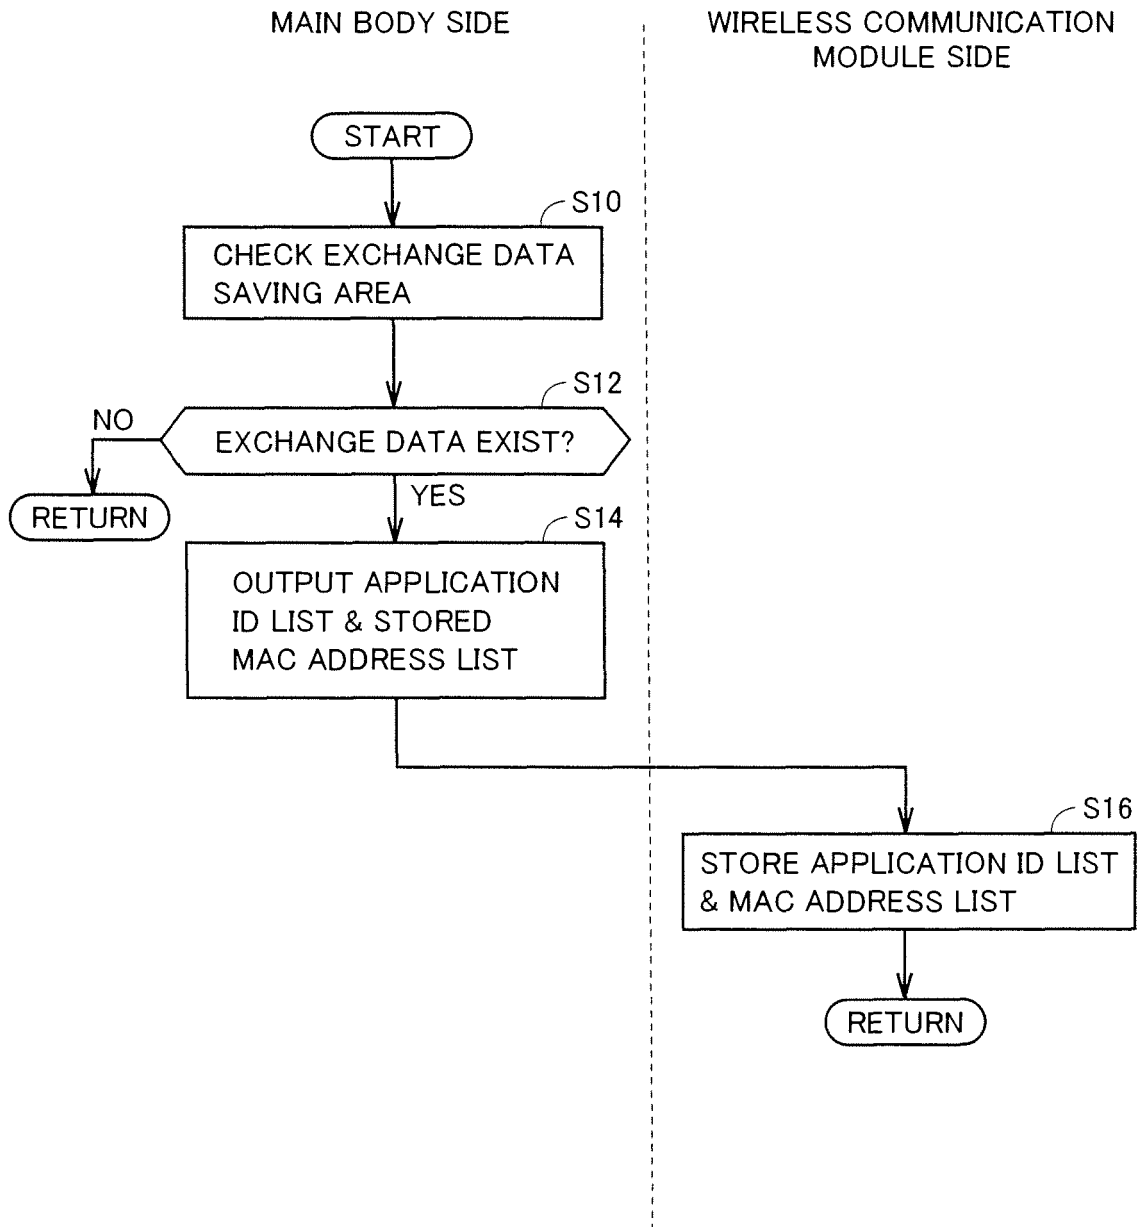 MAIN BODY SIDE
WIRELESS COMMUNICATION
MODULE SIDE
START
S10
CHECK EXCHANGE DATA
SAVING AREA
S12
NO
EXCHANGE DATA EXIST?
YES
RETURN
S14
OUTPUT APPLICATION
ID LIST & STORED
MAC ADDRESS LIST
S16
STORE APPLICATION ID LIST
& MAC ADDRESS LIST
RETURN